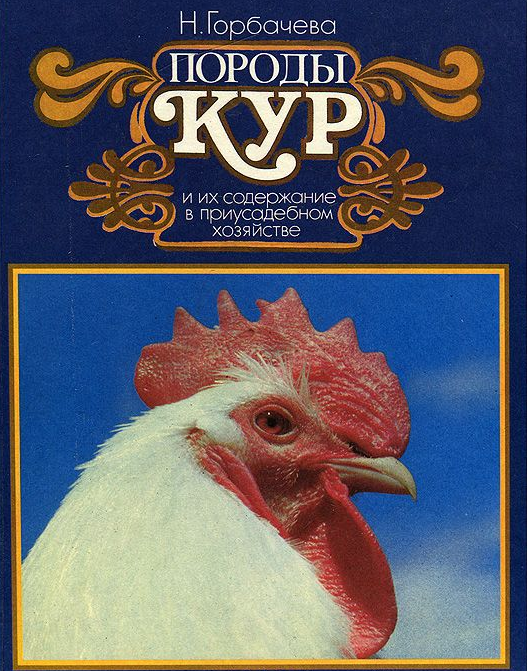 Н.Горбачева
ПОРОДЫ
КУР
и их содержание
в приусадебном
хозяйстве